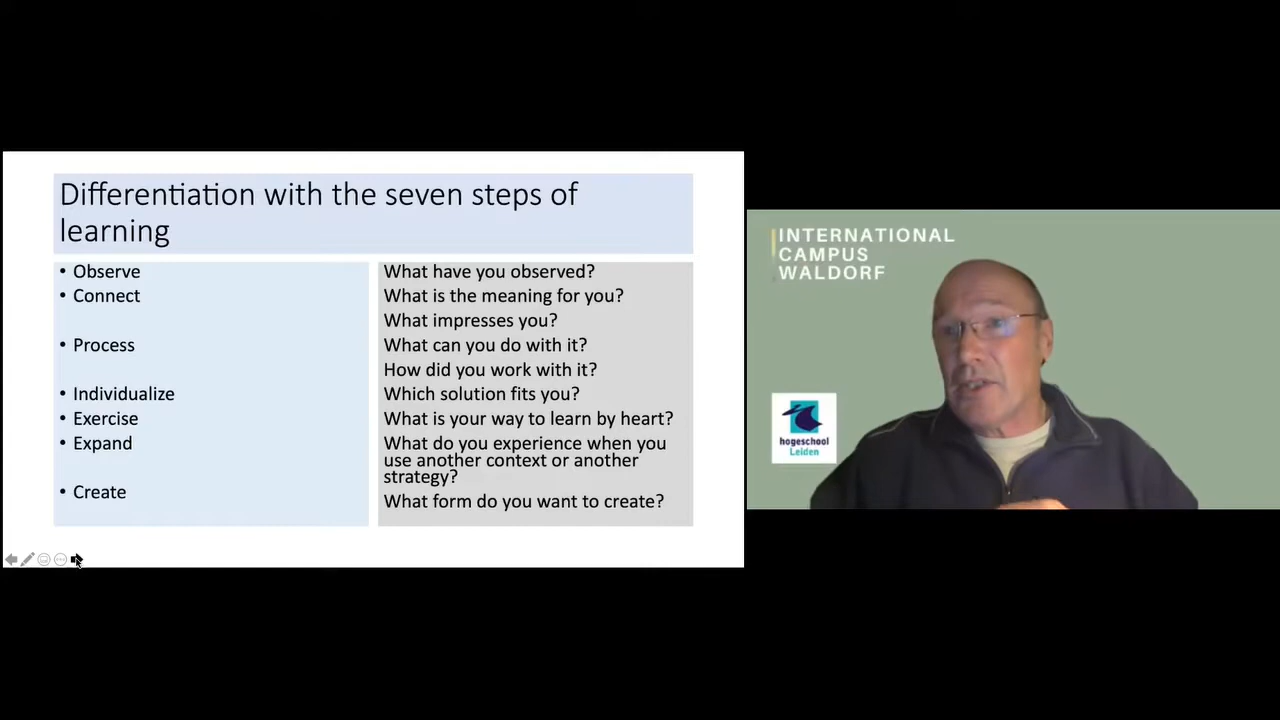 Differentiation with the seven steps of
learning
• Observe
• Connect
• Process
• Individualize
• Exercise
• Expand
• Create
What have you observed?
What is the meaning for you?
What impresses you?
What can you do with it?
How did you work with it?
Which solution fits you?
What is your way to learn by heart?
What do you experience when you
use another context or another
strategy?
What form do you want to create?
INTERNATIONAL
CAMPUS
WALDORF
hogeschool
Leiden